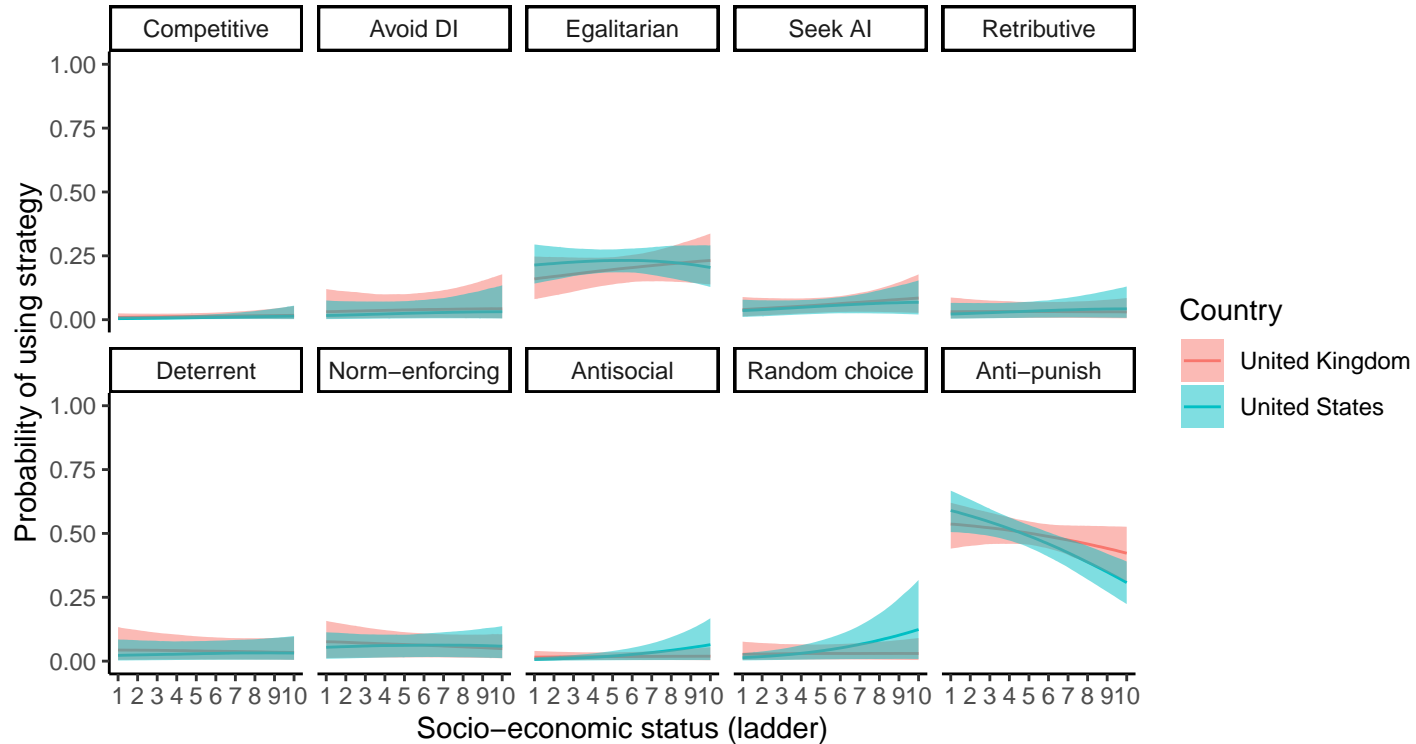 Competitive Avoid DI Egalitarian Seek AI Retributive
1.00
0.75
0.50
0.25
0.00
Deterrent Norm−enforcing Antisocial Random choice Anti−punish
1.00
0.75
0.50
0.25
0.00
1 2 3 4 5 6 7 8 9 10 1 2 3 4 5 6 7 8 9 10 1 2 3 4 5 6 7 8 9 10 1 2 3 4 5 6 7 8 9 10 1 2 3 4 5 6 7 8 9 10
Socio−economic status (ladder)
Probability of using strategy
Country
United Kingdom
United States